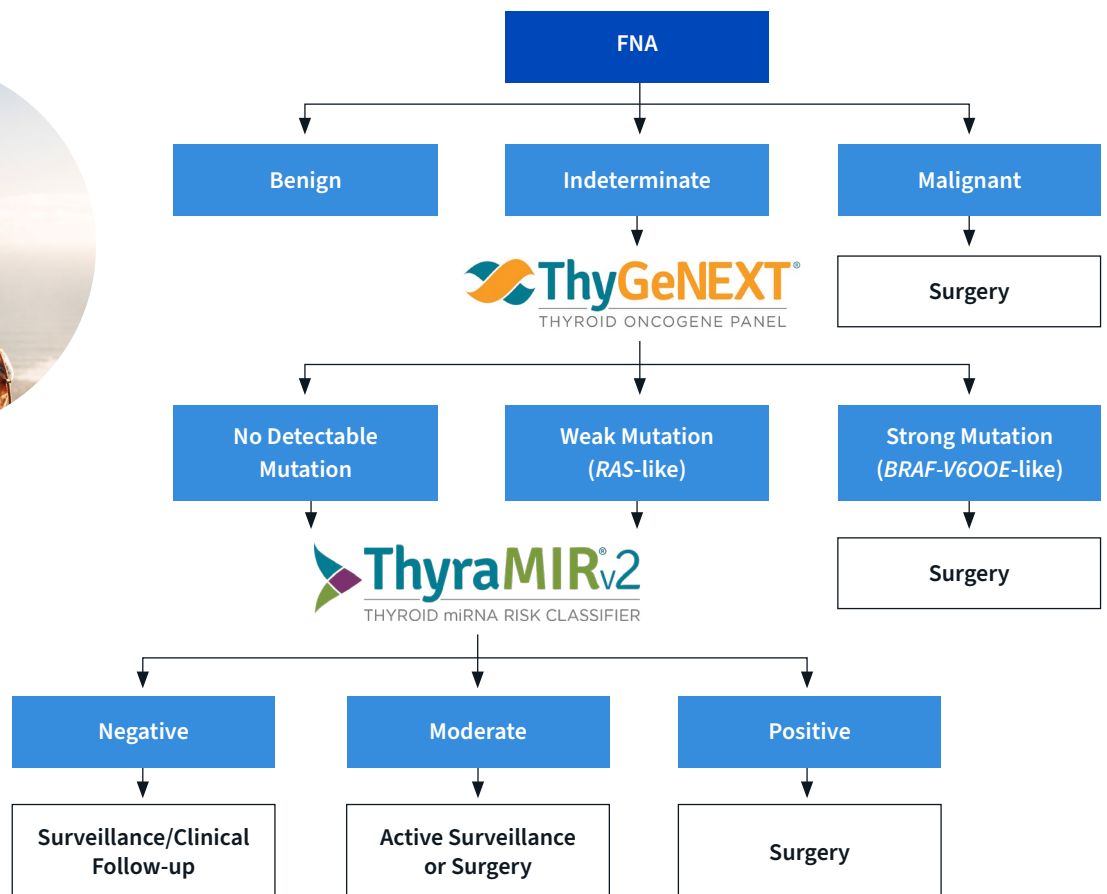 FNA
Benign
Indeterminate
Malignant
ThyGeNEXT®
THYROID ONCOGENE PANEL
Surgery
No Detectable
Mutation
Weak Mutation
(RAS-like)
Strong Mutation
(BRAF-V6OOE-like)
ThyraMIR®v2
THYROID miRNA RISK CLASSIFIER
Surgery
Negative
Moderate
Positive
Surveillance/Clinical
Follow-up
Active Surveillance
or Surgery
Surgery